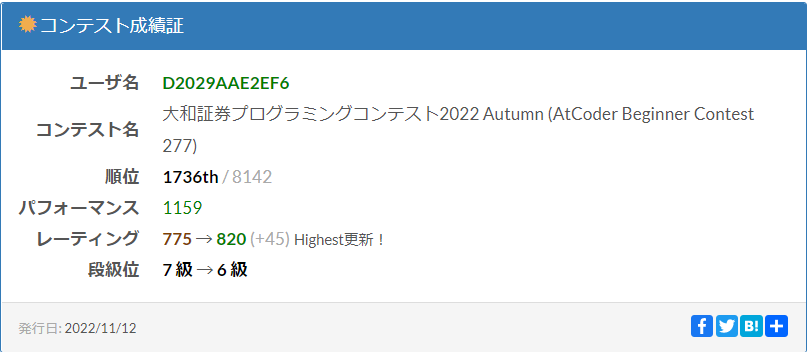 コンテスト成績証
ユーザ名 D2029AAE2EF6
コンテスト名 大和証券プログラミングコンテスト2022 Autumn (AtCoder Beginner Contest
277)
順位 1736th / 8142
パフォーマンス 1159
レーティング 775 → 820 (+45) Highest更新！
段級位 7 級 → 6 級
発行日: 2022/11/12 B!